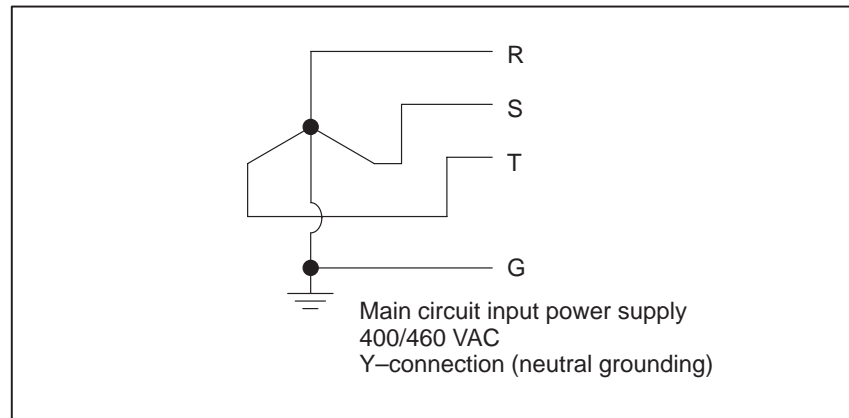 R
S
T
G
Main circuit input power supply
400/460 VAC
Y–connection (neutral grounding)